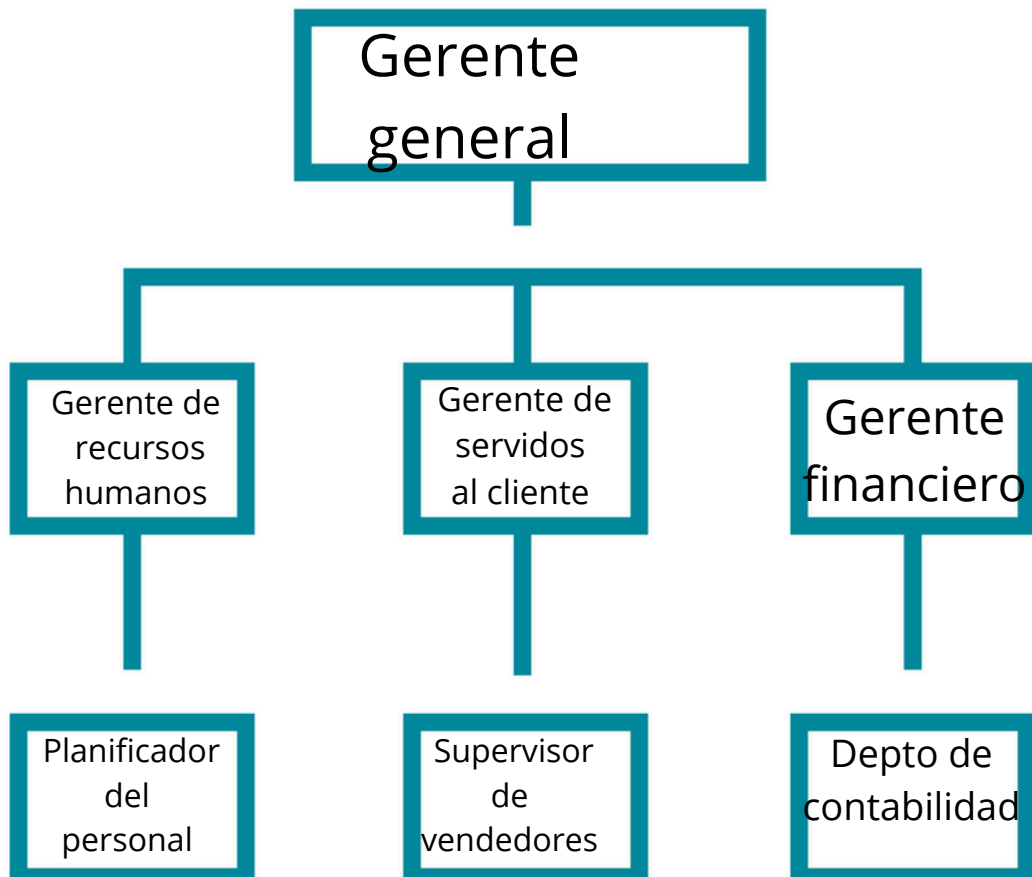 Gerente
general
Gerente de
recursos
humanos
Gerente de
servidos
al cliente
Gerente
financiero
Planificador
del
personal
Supervisor
de
vendedores
Depto de
contabilidad